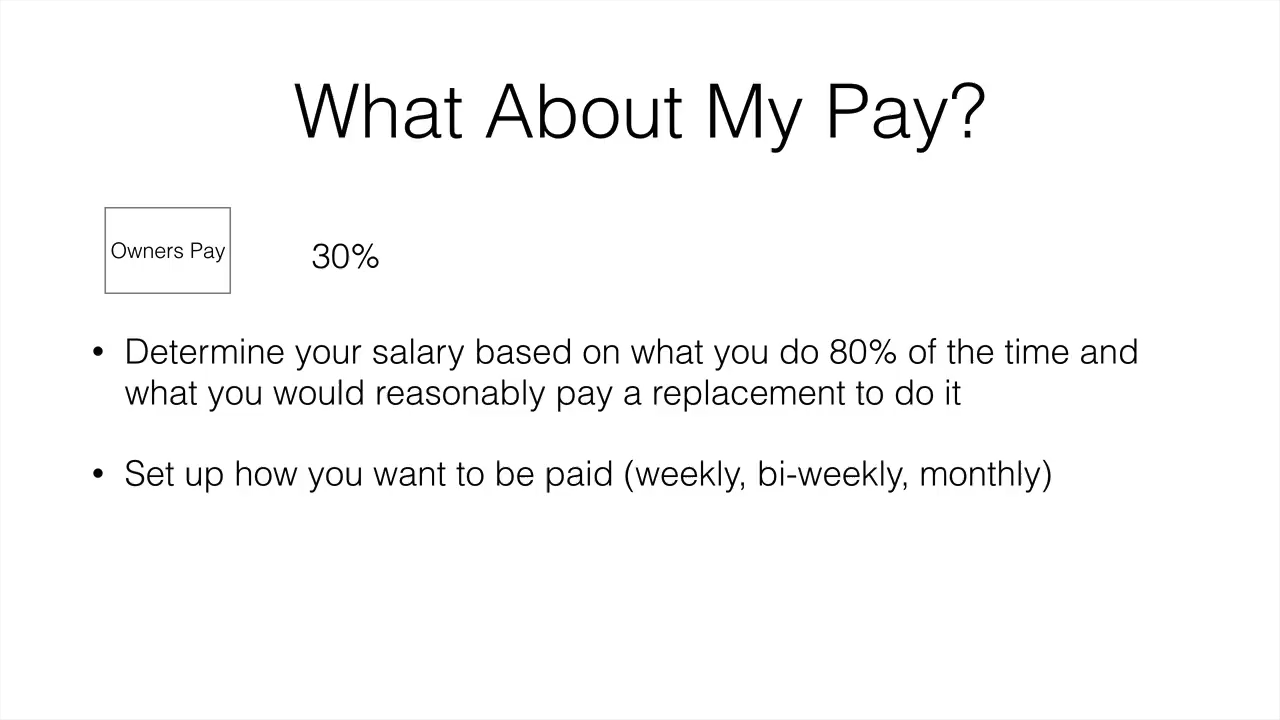 What About My Pay?
Owners Pay
30%
• Determine your salary based on what you do 80% of the time and
what you would reasonably pay a replacement to do it
• Set up how you want to be paid (weekly, bi-weekly, monthly)